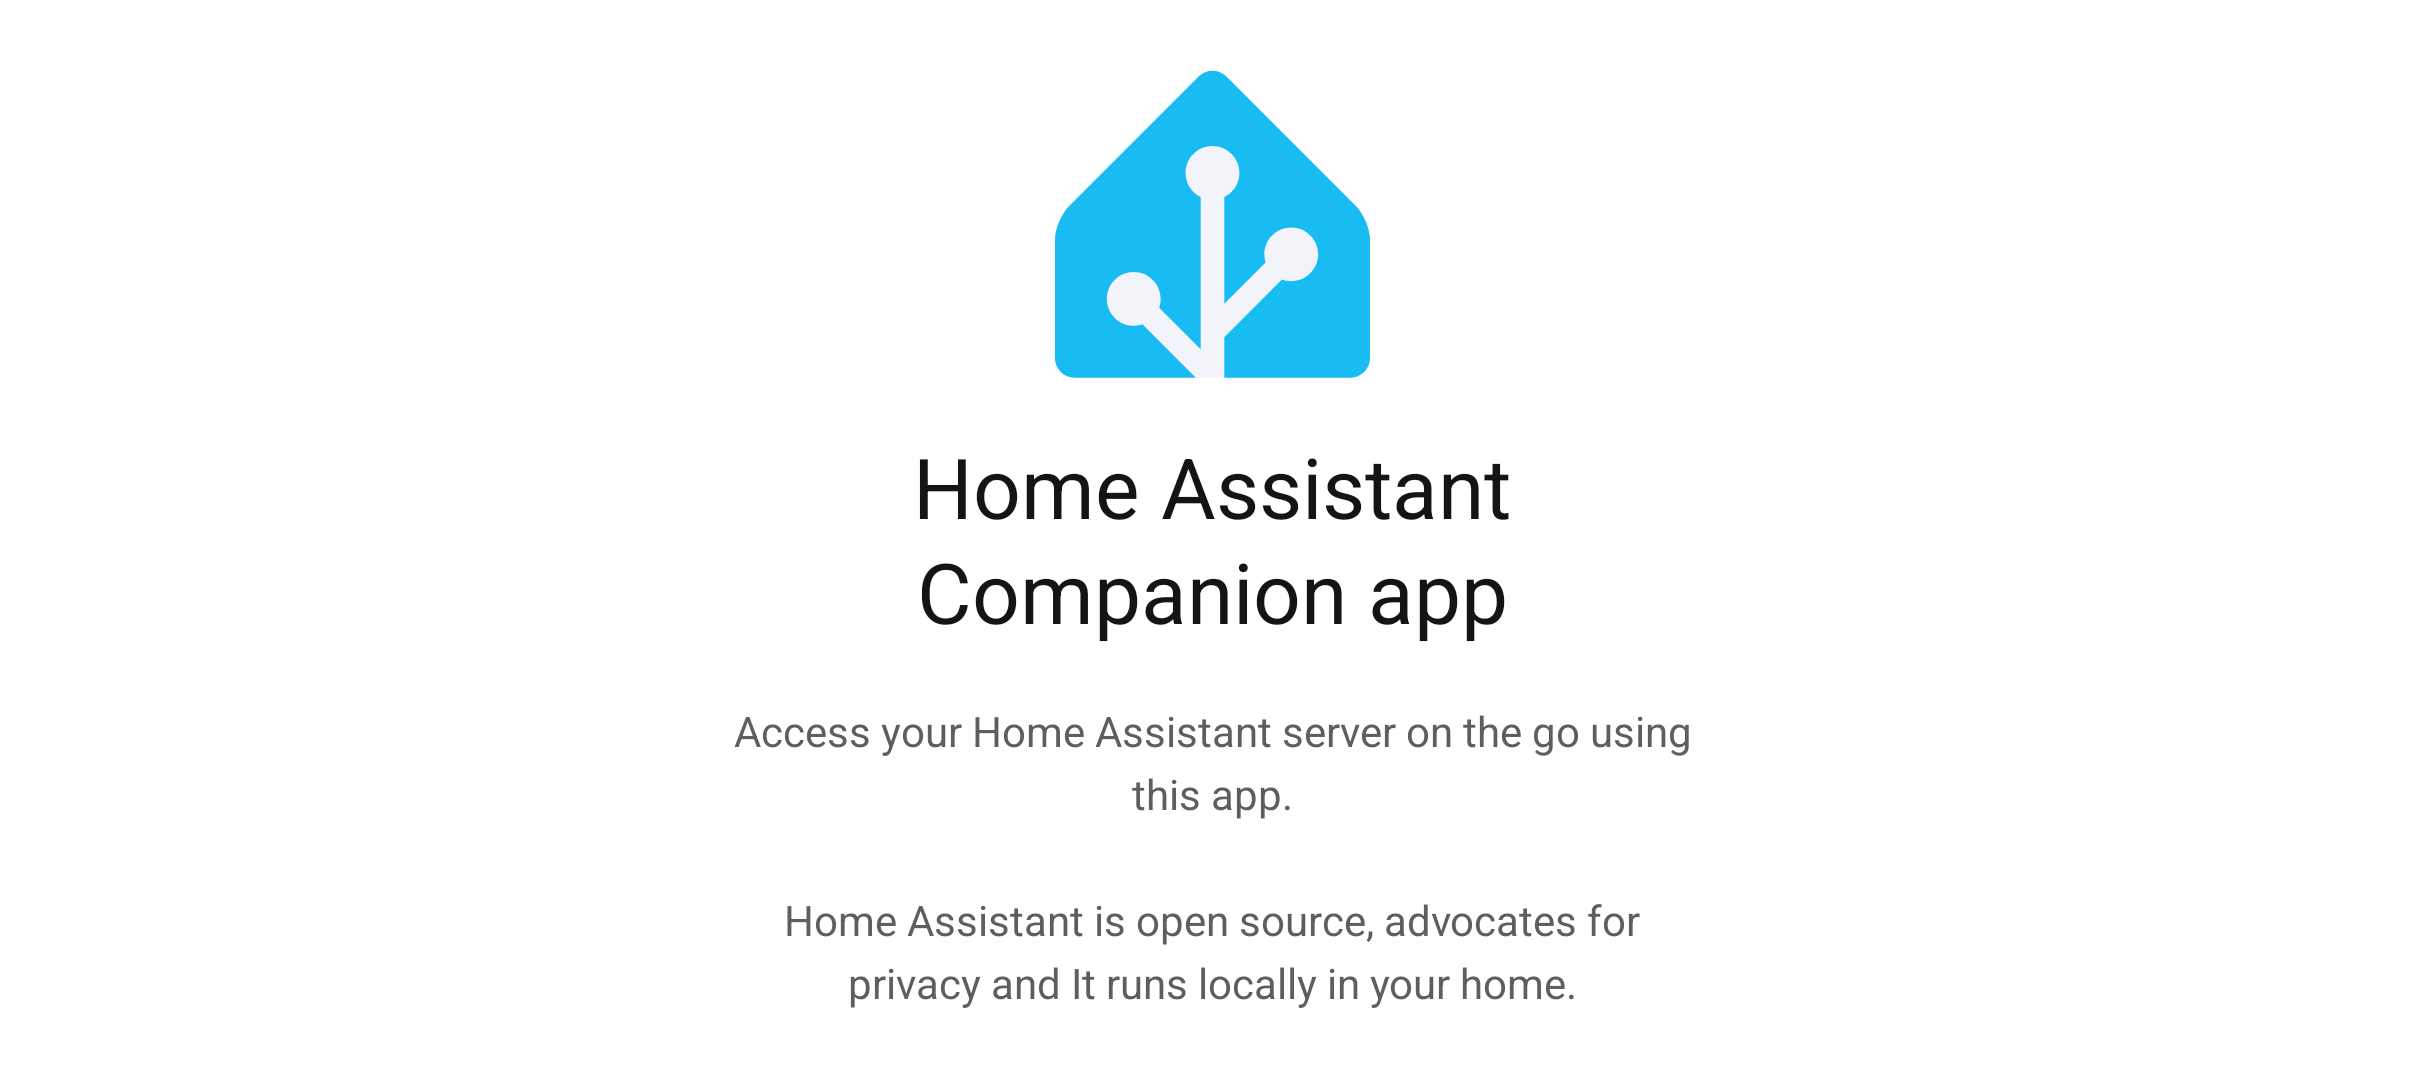 Home Assistant
Companion app
Access your Home Assistant server on the go using
this app.
Home Assistant is open source, advocates for
privacy and It runs locally in your home.